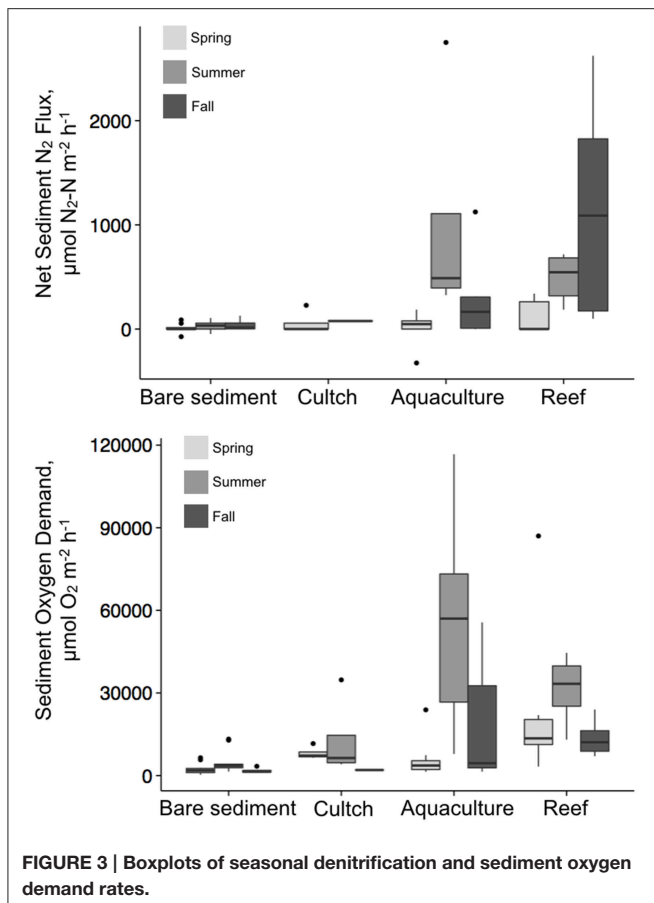 Net Sediment N₂ Flux,
μmol N₂-N m⁻² h⁻¹
Spring
Summer
Fall
2000
1000
0
Bare sediment Cultch Aquaculture Reef
Sediment Oxygen Demand,
μmol O₂ m⁻² h⁻¹
Spring
Summer
Fall
120000
90000
60000
30000
0
Bare sediment Cultch Aquaculture Reef
FIGURE 3 | Boxplots of seasonal denitrification and sediment oxygen
demand rates.